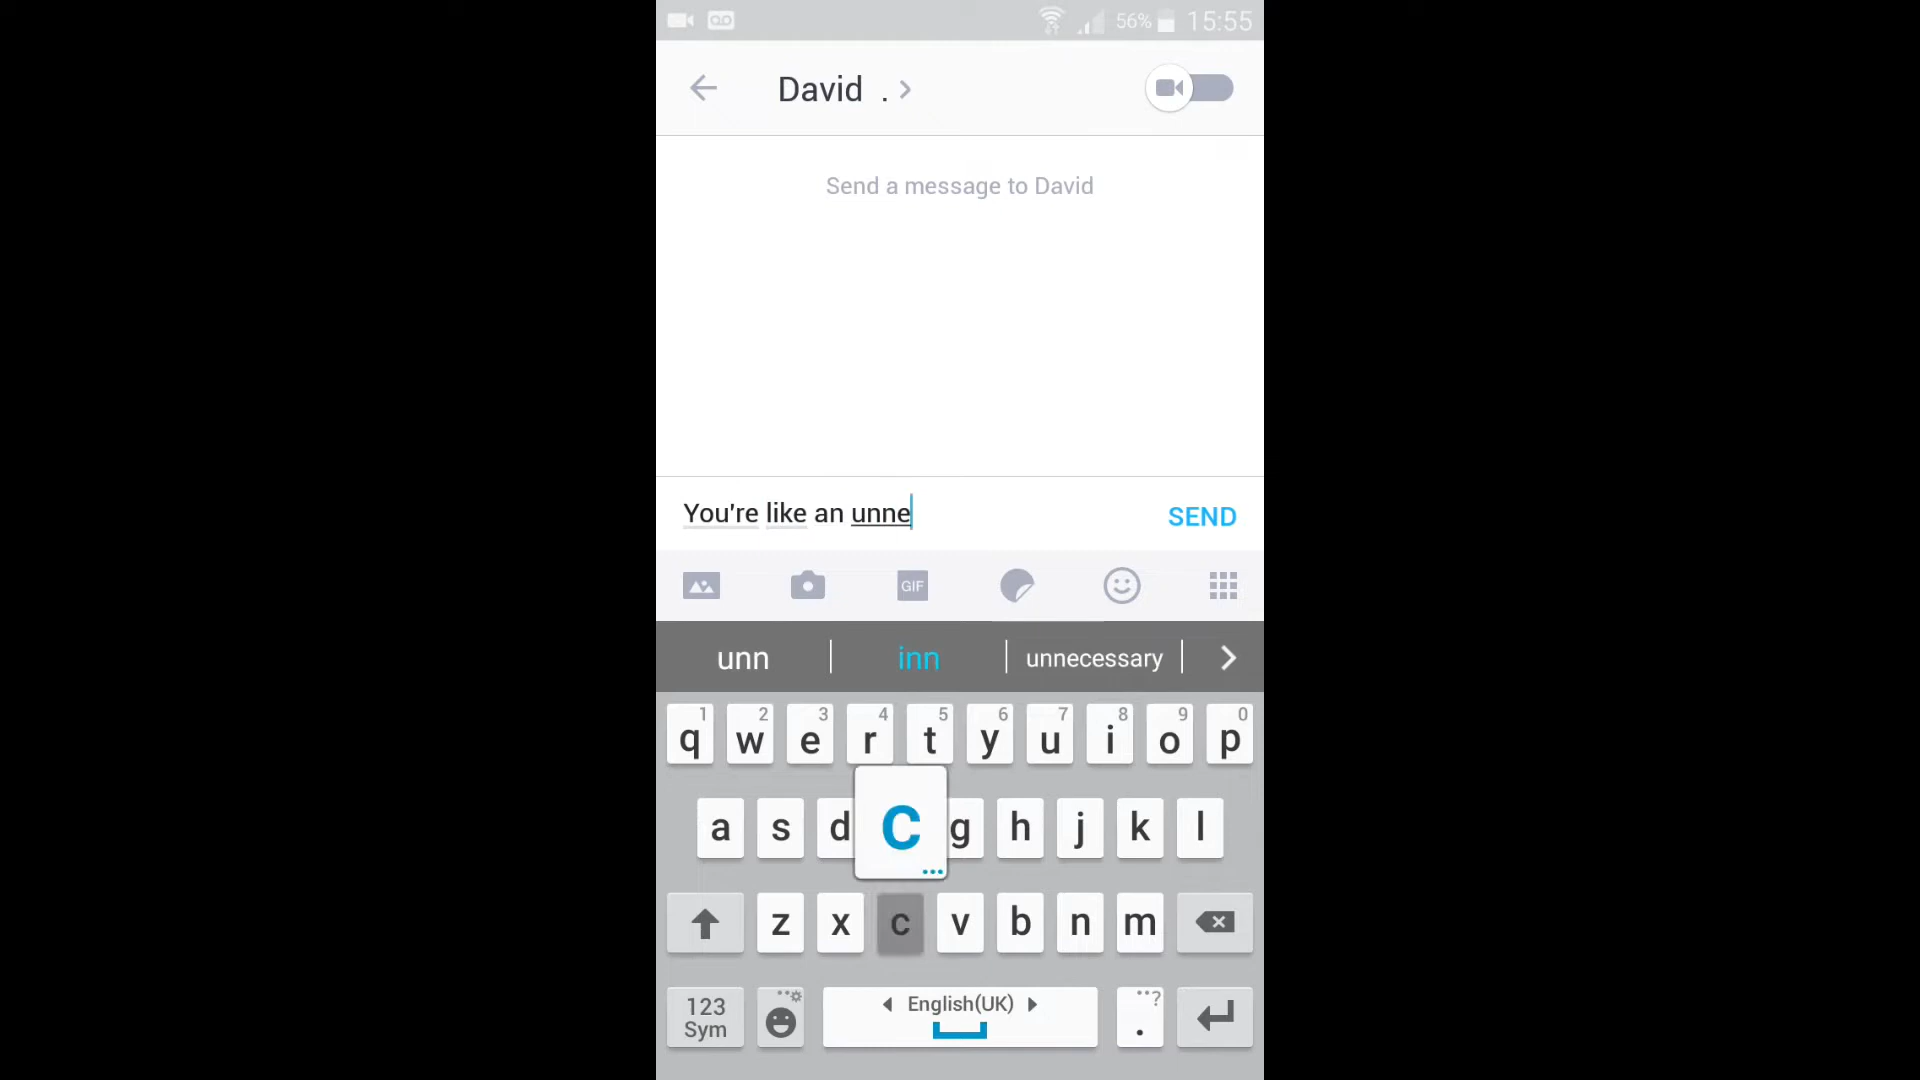 56% 15:55
David .
Send a message to David
You're like an unne
SEND
GIF
unn inn unnecessary
1 2 3 4 5 6 7 8 9 0
q w e r t y u i o p
a s d C g h j k l
z x c v b n m
123 Sym
English(UK)
?
.